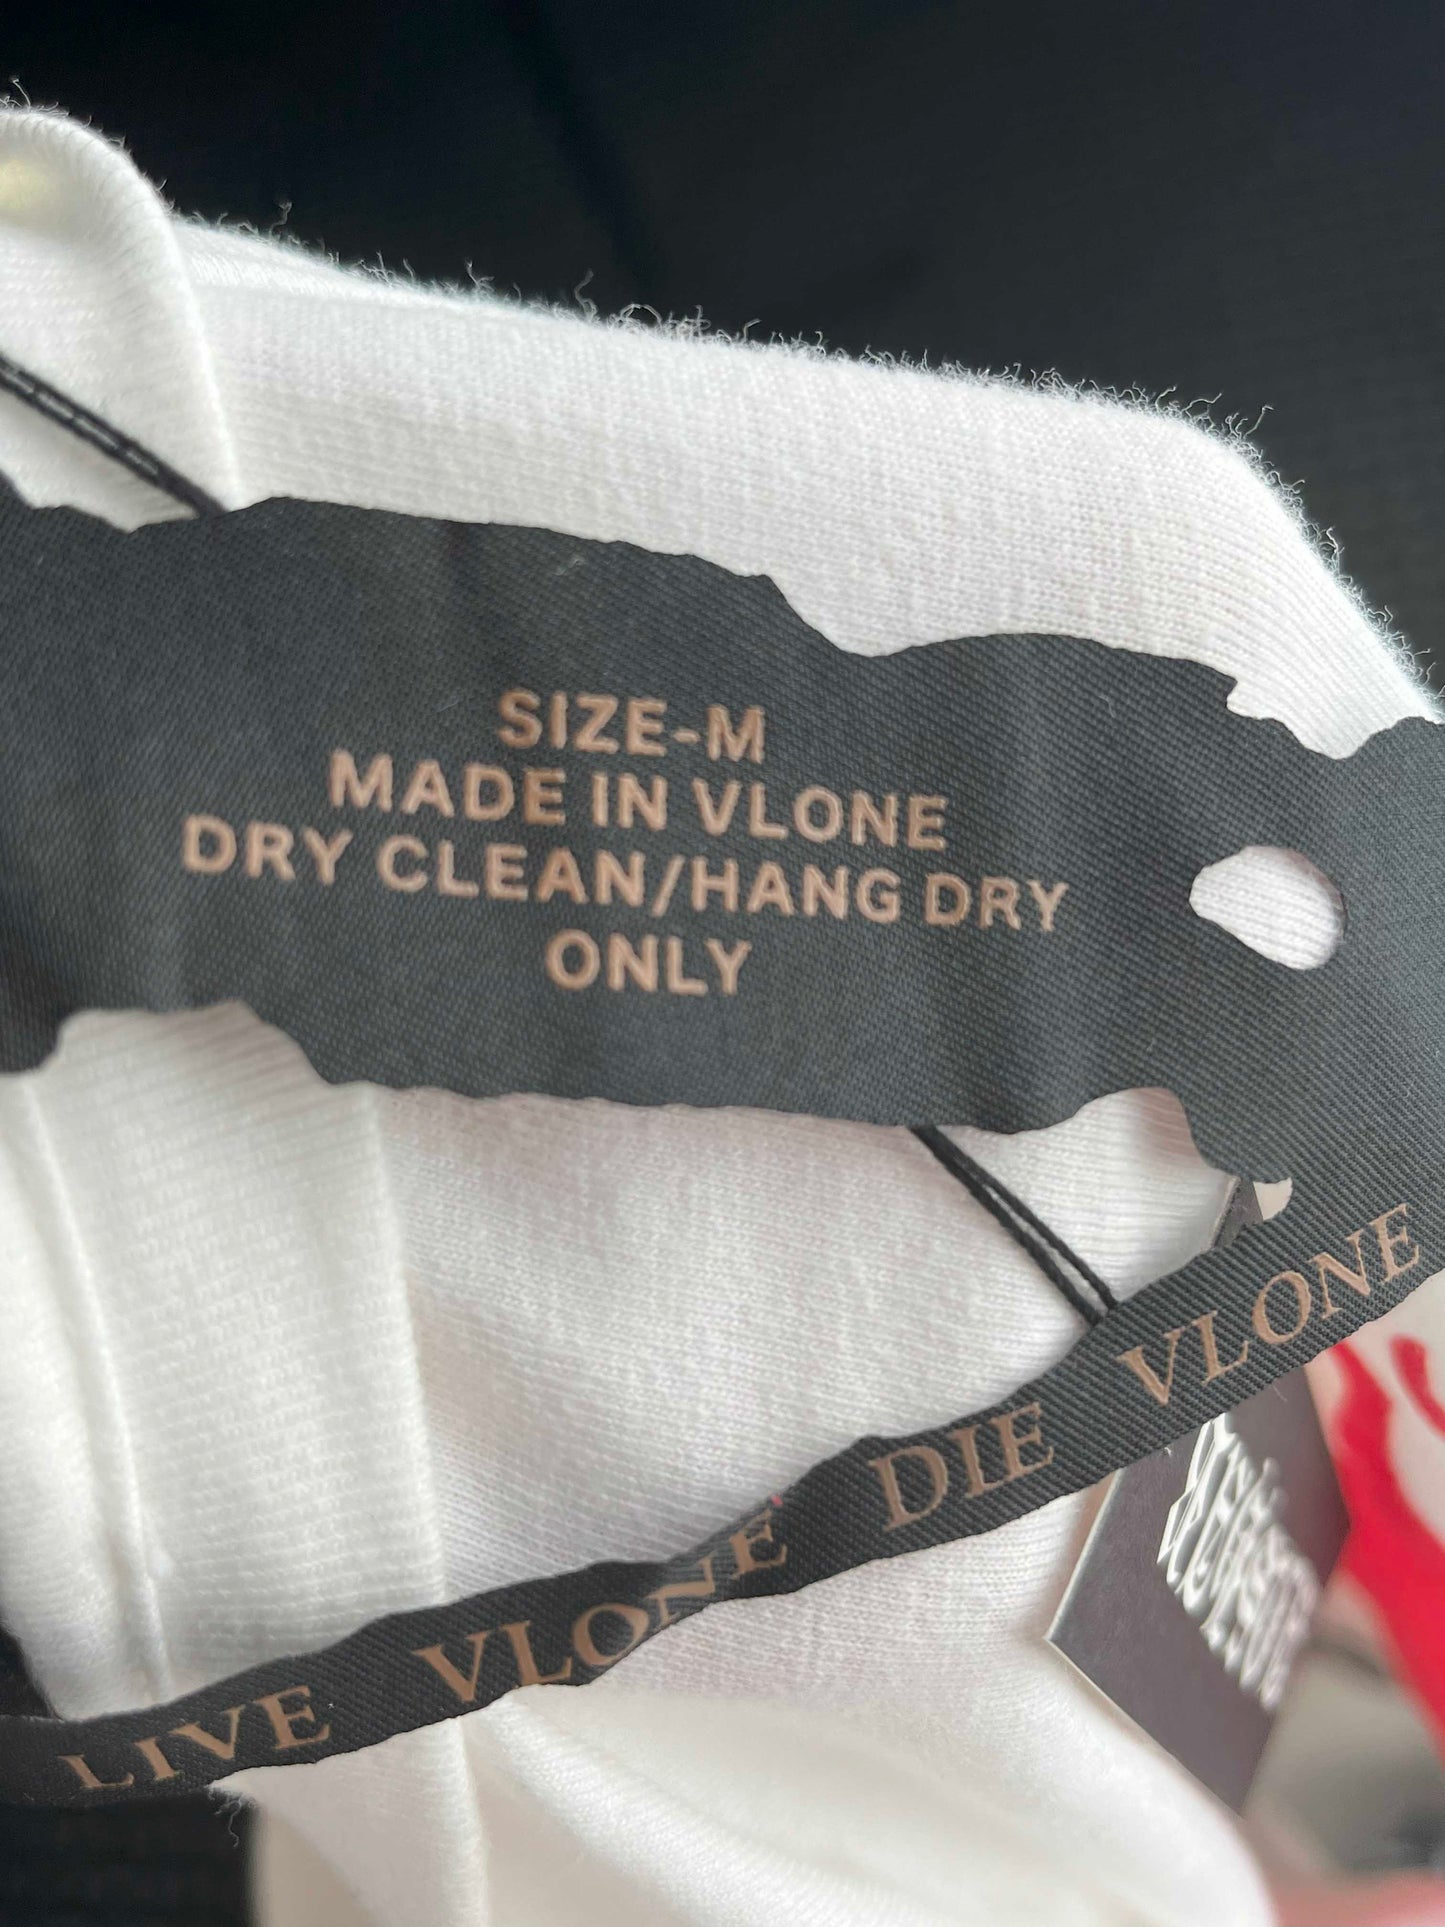 SIZE-M
MADE IN VLONE
DRY CLEAN/HANG DRY
ONLY
LIVE VLONE DIE VLONE